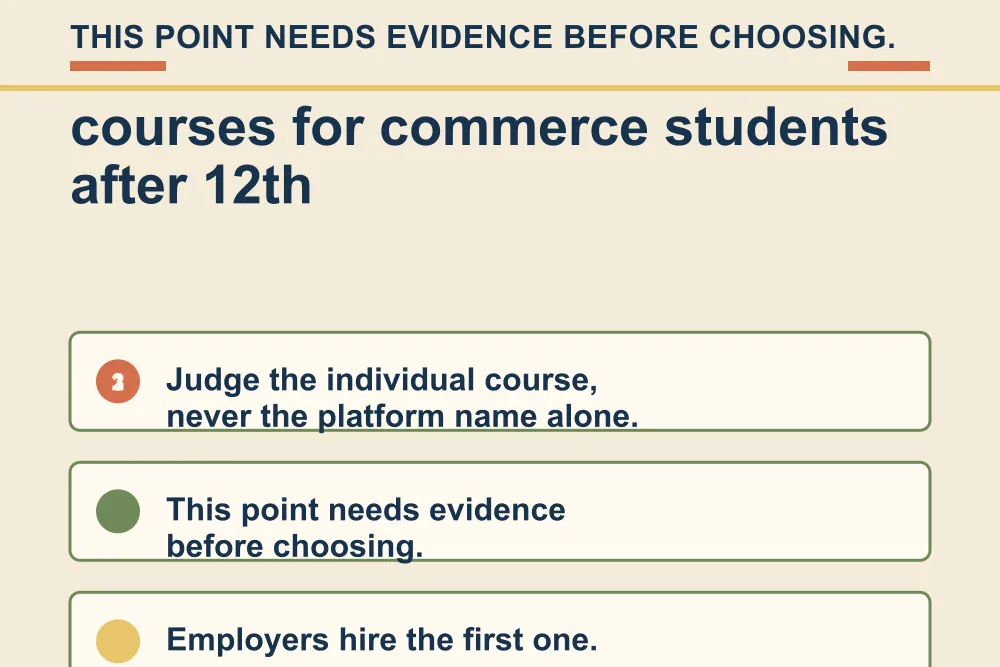 THIS POINT NEEDS EVIDENCE BEFORE CHOOSING.
courses for commerce students
after 12th
Judge the individual course,
never the platform name alone.
This point needs evidence
before choosing.
Employers hire the first one.